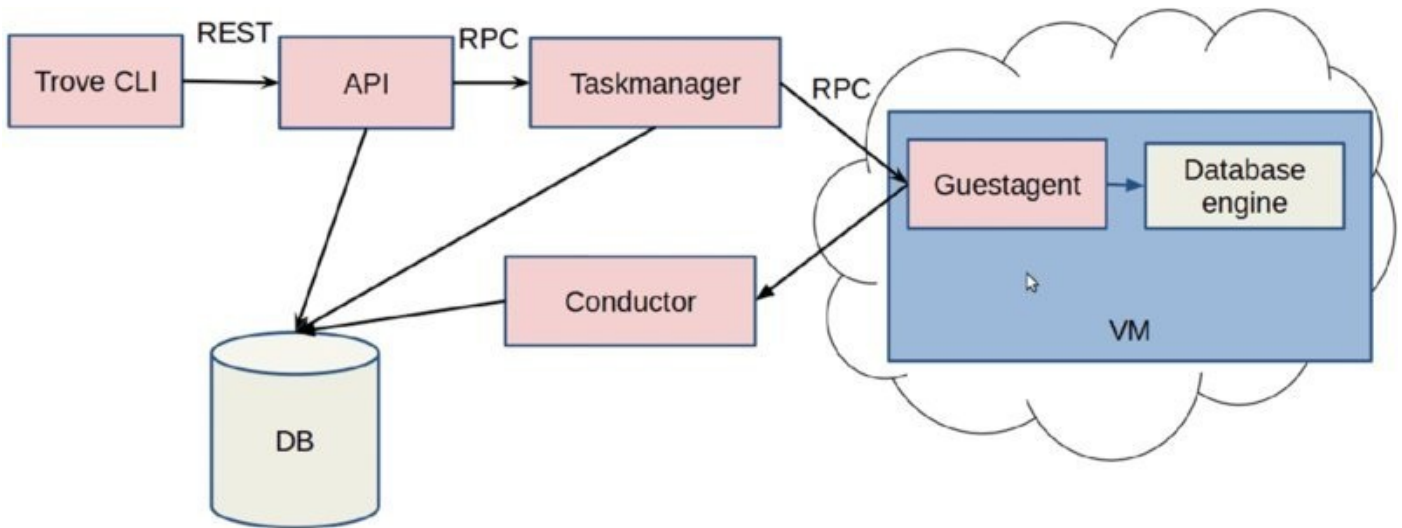 REST
RPC
Trove CLI
API
Taskmanager
RPC
Guestagent
Database
engine
Conductor
VM
DB